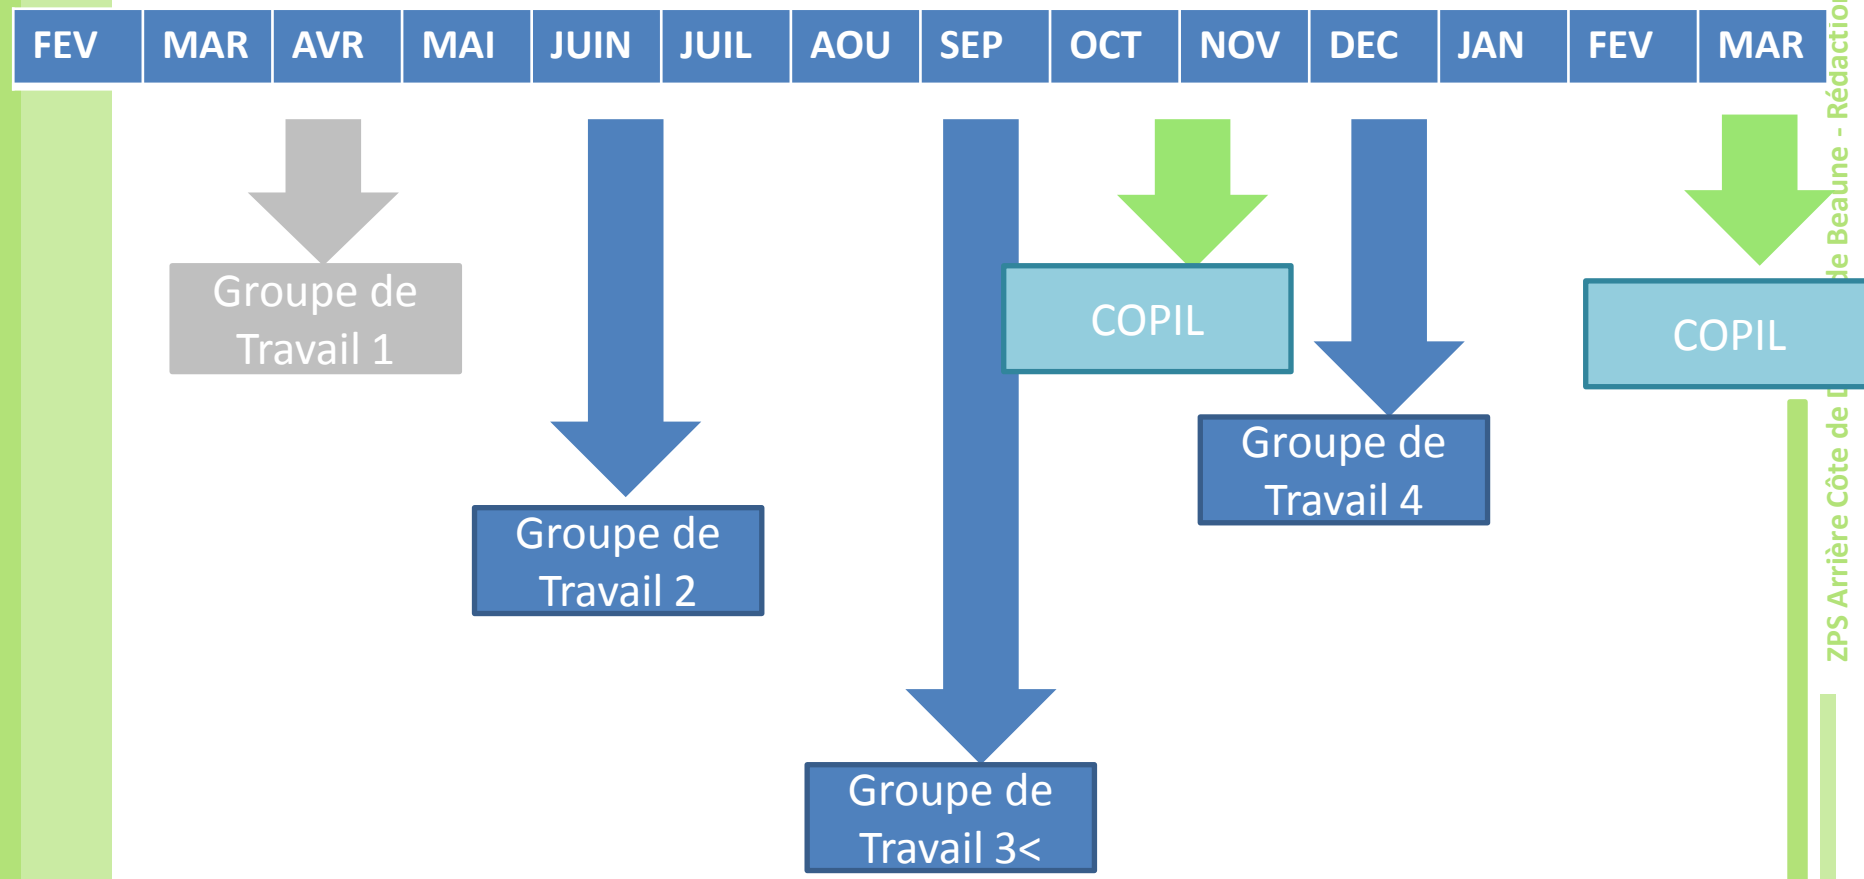 FEV MAR AVR MAI JUIN JUIL AOU SEP OCT NOV DEC JAN FEV MAR
Groupe de
Travail 1
COPIL
COPIL
Groupe de
Travail 4
Groupe de
Travail 2
Groupe de
Travail 3<
ZPS Arrière Côte de de Beaune - Rédaction